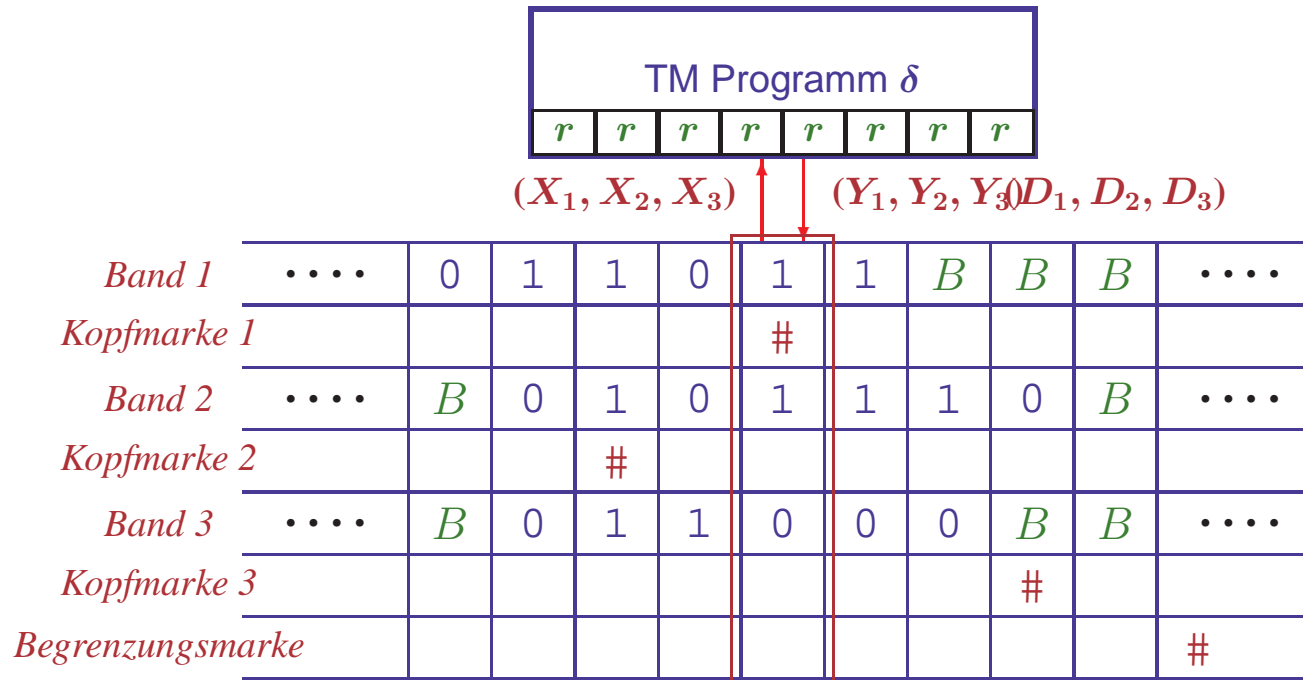 TM Programm δ
r r r r r r r r
(X₁, X₂, X₃) (Y₁, Y₂, Y₃)(D₁, D₂, D₃)
Band 1 ···· 0 1 1 0 1 1 B B B ····
Kopfmarke 1 #
Band 2 ···· B 0 1 0 1 1 1 0 B ····
Kopfmarke 2 #
Band 3 ···· B 0 1 1 0 0 0 B B ····
Kopfmarke 3 #
Begrenzungsmarke #